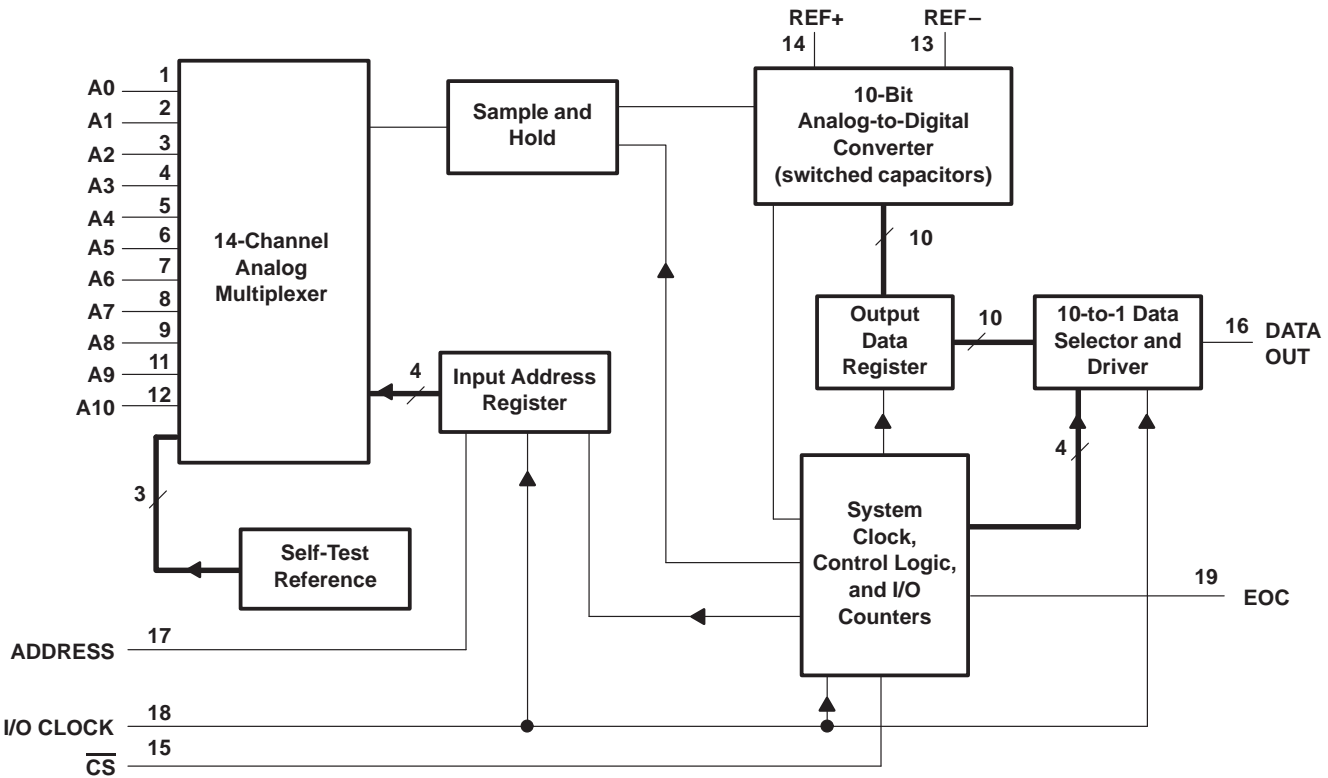 REF+
REF–
14
13
A0
1
A1
2
A2
3
A3
4
A4
5
A5
6
A6
7
A7
8
A8
9
A9
11
A10
12
14-Channel
Analog
Multiplexer
Sample and
Hold
10-Bit
Analog-to-Digital
Converter
(switched capacitors)
10
Output
Data
Register
10
10-to-1 Data
Selector and
Driver
16
DATA
OUT
4
Input Address
Register
3
Self-Test
Reference
System
Clock,
Control Logic,
and I/O
Counters
4
19
EOC
ADDRESS
17
I/O CLOCK
18
C̅S̅
15